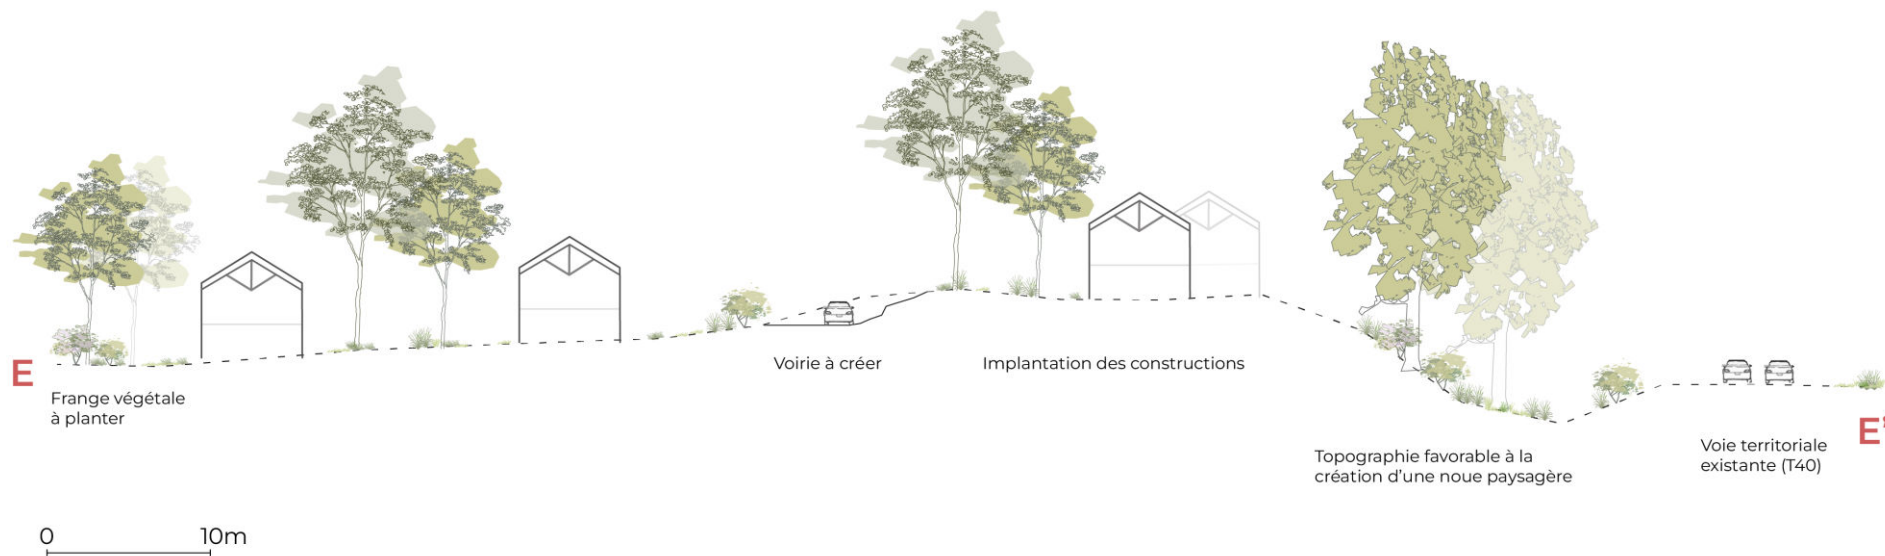 E
Frange végétale
à planter
Voirie à créer
Implantation des constructions
Topographie favorable à la
création d'une noue paysagère
Voie territoriale
existante (T40)
E'
0 10m